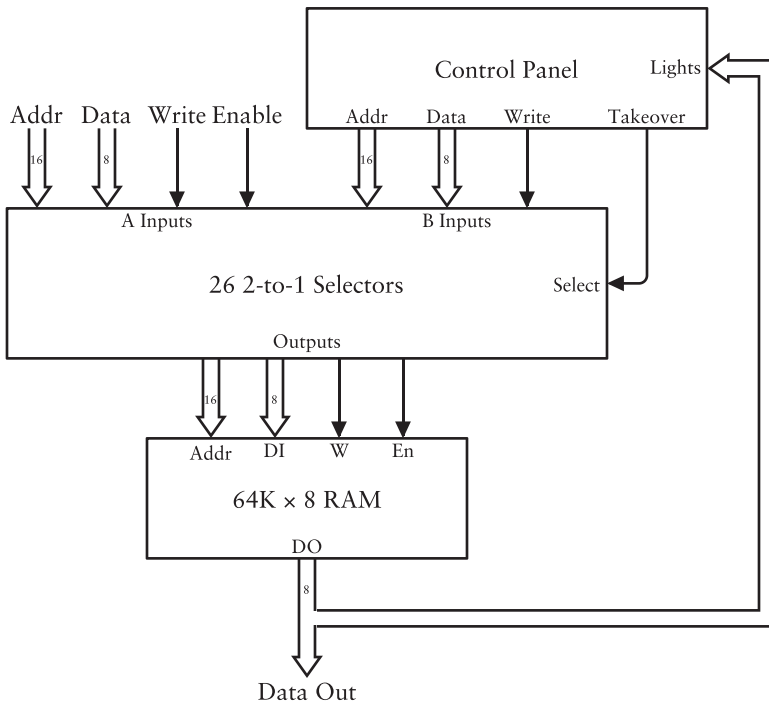 Control Panel
Lights
Addr Data Write Takeover
Addr Data Write Enable
16 8
16 8
A Inputs B Inputs
26 2-to-1 Selectors
Select
Outputs
16 8
Addr DI W En
64K × 8 RAM
DO
8
Data Out